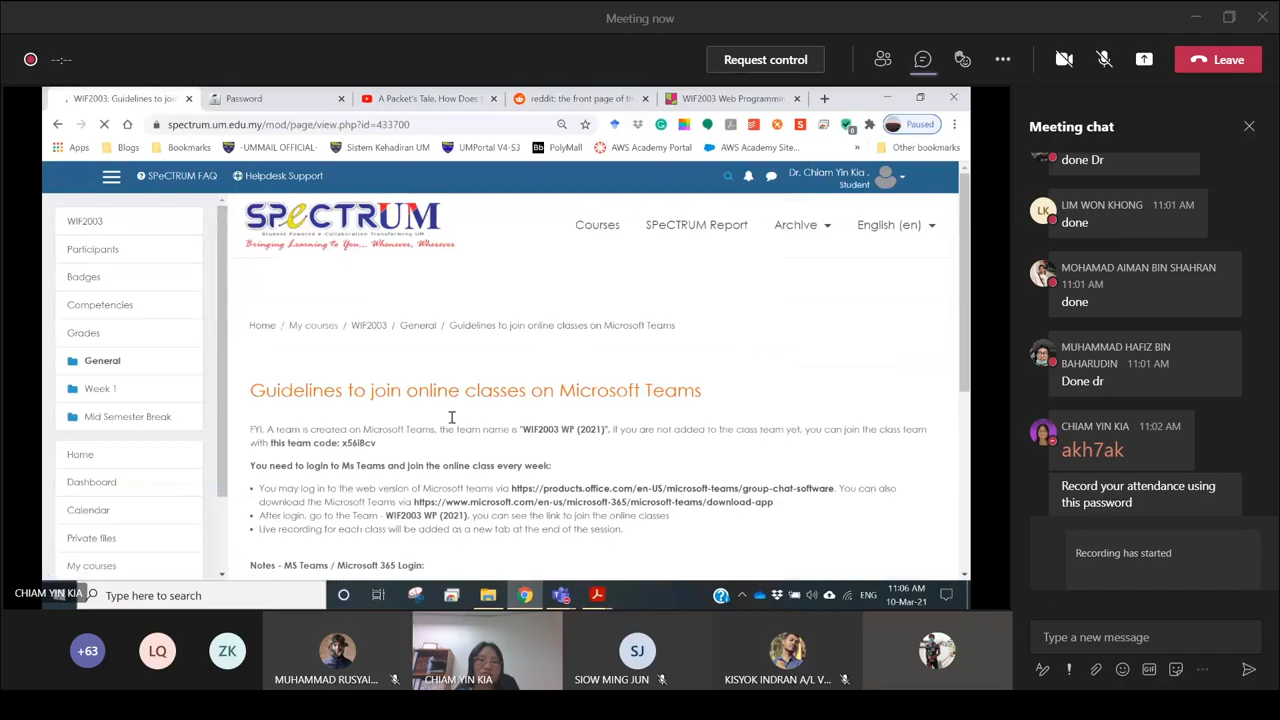 Meeting now
--:--
Request control
Leave
WIF2003: Guidelines to joi
Password
A Packet's Tale. How Does
reddit: the front page of the
WIF2003 Web Programmin
spectrum.um.edu.my/mod/page/view.php?id=433700
Paused
Apps
Blogs
Bookmarks
-UMMAIL OFFICIAL-
Sistem Kehadiran UM
UMPortal V4-S3
Bb PolyMall
AWS Academy Portal
AWS Academy Site...
»
Other bookmarks
SPeCTRUM FAQ
Helpdesk Support
Dr. Chiam Yin Kia .
Student
WIF2003
Participants
Badges
Competencies
Grades
General
Week 1
Mid Semester Break
Home
Dashboard
Calendar
Private files
My courses
SPeCTRUM
Student Powered e-Collaboration Transforming UM
Bringing Learning to You... Whenever, Wherever
Courses
SPeCTRUM Report
Archive
English (en)
Home / My courses / WIF2003 / General / Guidelines to join online classes on Microsoft Teams
Guidelines to join online classes on Microsoft Teams
FYI. A team is created on Microsoft Teams, the team name is "WIF2003 WP (2021)". If you are not added to the class team yet, you can join the class team
with this team code: x56i8cv
You need to login to Ms Teams and join the online class every week:
You may log in to the web version of Microsoft teams via https://products.office.com/en-US/microsoft-teams/group-chat-software. You can also
download the Microsoft Teams via https://www.microsoft.com/en-us/microsoft-365/microsoft-teams/download-app
After login, go to the Team - WIF2003 WP (2021), you can see the link to join the online classes
Live recording for each class will be added as a new tab at the end of the session.
Notes - MS Teams / Microsoft 365 Login:
CHIAM YIN KIA
Type here to search
ENG
11:06 AM
10-Mar-21
+63
LQ
ZK
MUHAMMAD RUSYAI...
CHIAM YIN KIA
SJ
SIOW MING JUN
KISYOK INDRAN A/L V...
Meeting chat
done Dr
LK
LIM WON KHONG 11:01 AM
done
MOHAMAD AIMAN BIN SHAHRAN
11:01 AM
done
MUHAMMAD HAFIZ BIN
BAHARUDIN 11:01 AM
Done dr
CHIAM YIN KIA 11:02 AM
akh7ak
Record your attendance using
this password
Recording has started
Type a new message
GIF